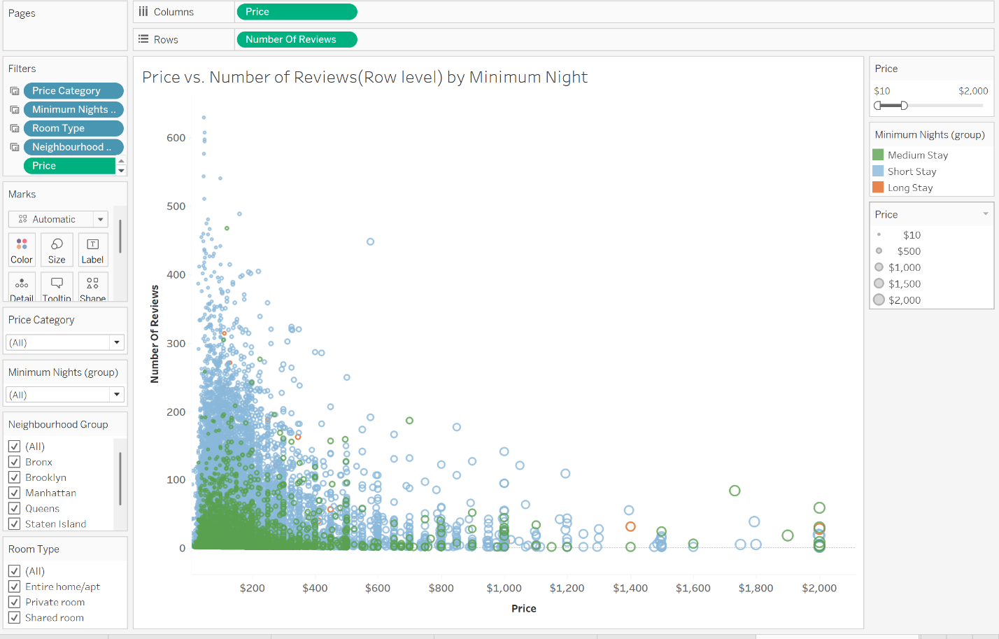 Pages
Columns
Price
Rows
Number Of Reviews
Filters
Price Category
Minimum Nights ..
Room Type
Neighbourhood ..
Price
Marks
Automatic
Color
Size
Label
Detail
Tooltip
Shape
Price Category
(All)
Minimum Nights (group)
(All)
Neighbourhood Group
(All)
Bronx
Brooklyn
Manhattan
Queens
Staten Island
Room Type
(All)
Entire home/apt
Private room
Shared room
Price vs. Number of Reviews(Row level) by Minimum Night
Number Of Reviews
600
500
400
300
200
100
0
$200 $400 $600 $800 $1,000 $1,200 $1,400 $1,600 $1,800 $2,000
Price
Price
$10 $2,000
Minimum Nights (group)
Medium Stay
Short Stay
Long Stay
Price
$10
$500
$1,000
$1,500
$2,000